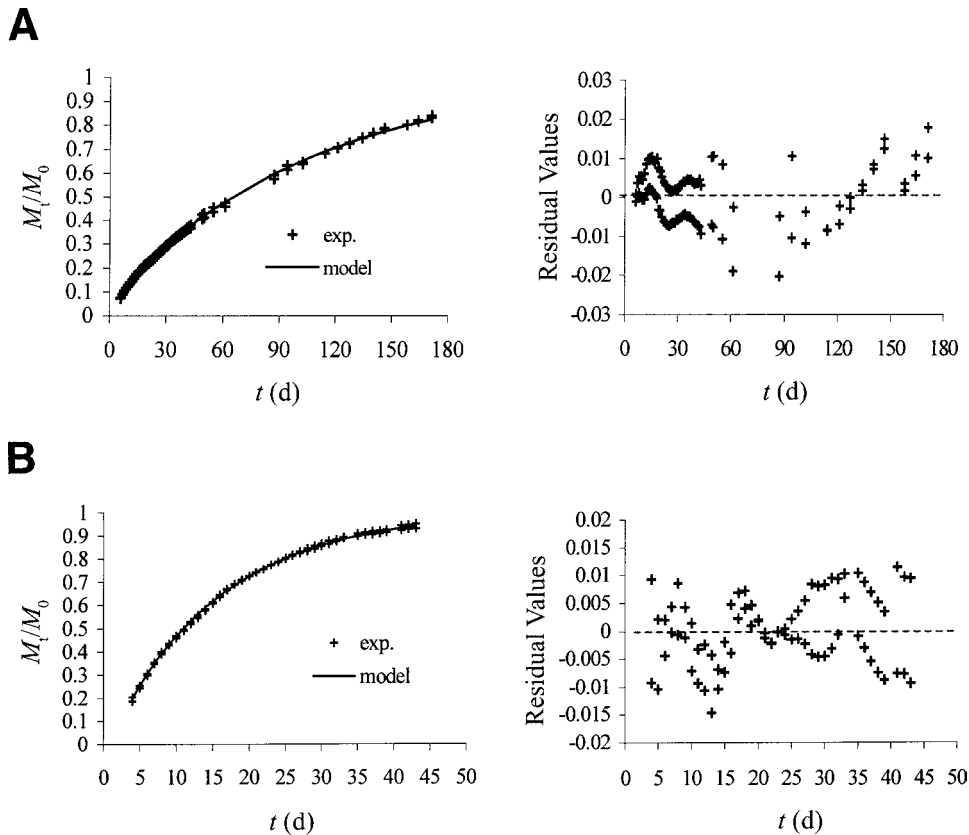 A
1
0.9
0.8
0.7
0.6
0.5
0.4
0.3
0.2
0.1
0
Mt/M0
exp.
model
0 30 60 90 120 150 180
t (d)
0.03
0.02
0.01
0
-0.01
-0.02
-0.03
Residual Values
0 30 60 90 120 150 180
t (d)
B
1
0.9
0.8
0.7
0.6
0.5
0.4
0.3
0.2
0.1
0
Mt/M0
exp.
model
0 5 10 15 20 25 30 35 40 45 50
t (d)
0.02
0.015
0.01
0.005
0
-0.005
-0.01
-0.015
-0.02
Residual Values
0 5 10 15 20 25 30 35 40 45 50
t (d)